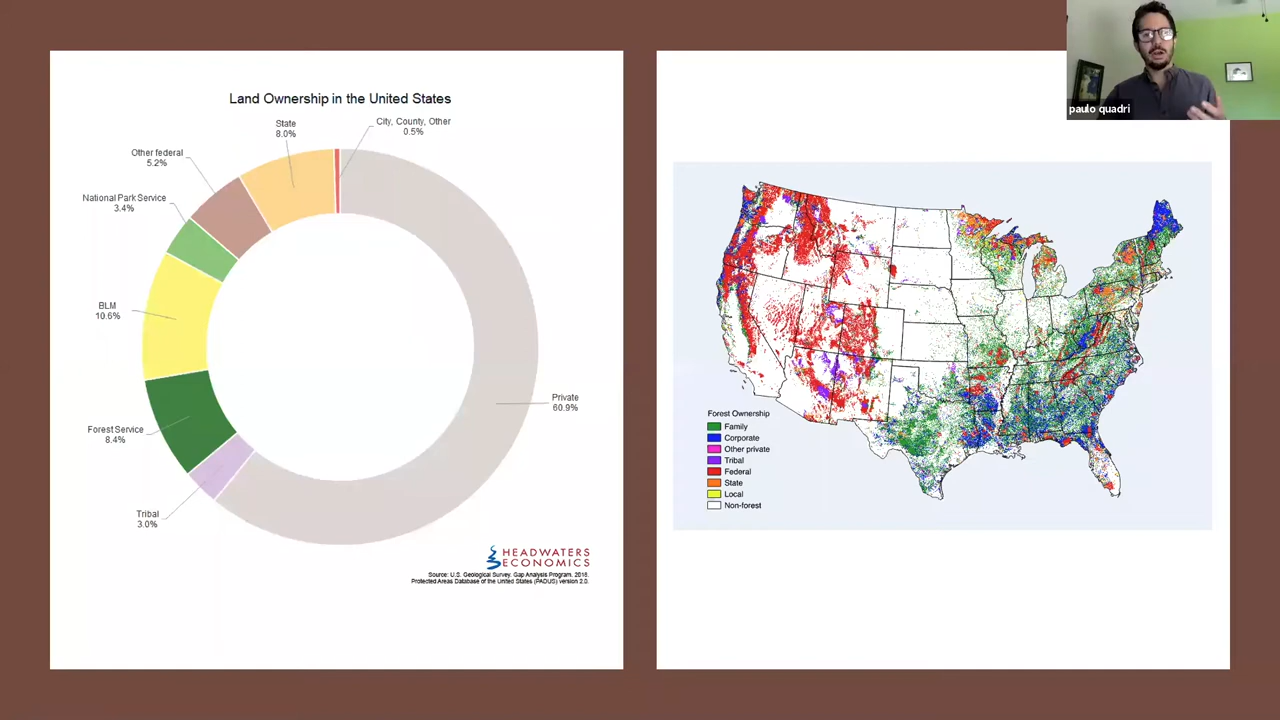 Land Ownership in the United States
City, County, Other
0.5%
State
8.0%
Other federal
5.2%
National Park Service
3.4%
BLM
10.6%
Forest Service
8.4%
Tribal
3.0%
Private
60.9%
HEADWATERS
ECONOMICS
Source: U.S. Geological Survey, Gap Analysis Program, 2018.
Protected Areas Database of the United States (PADUS) version 2.0.
paulo quadri
Forest Ownership
Family
Corporate
Other private
Tribal
Federal
State
Local
Non-forest